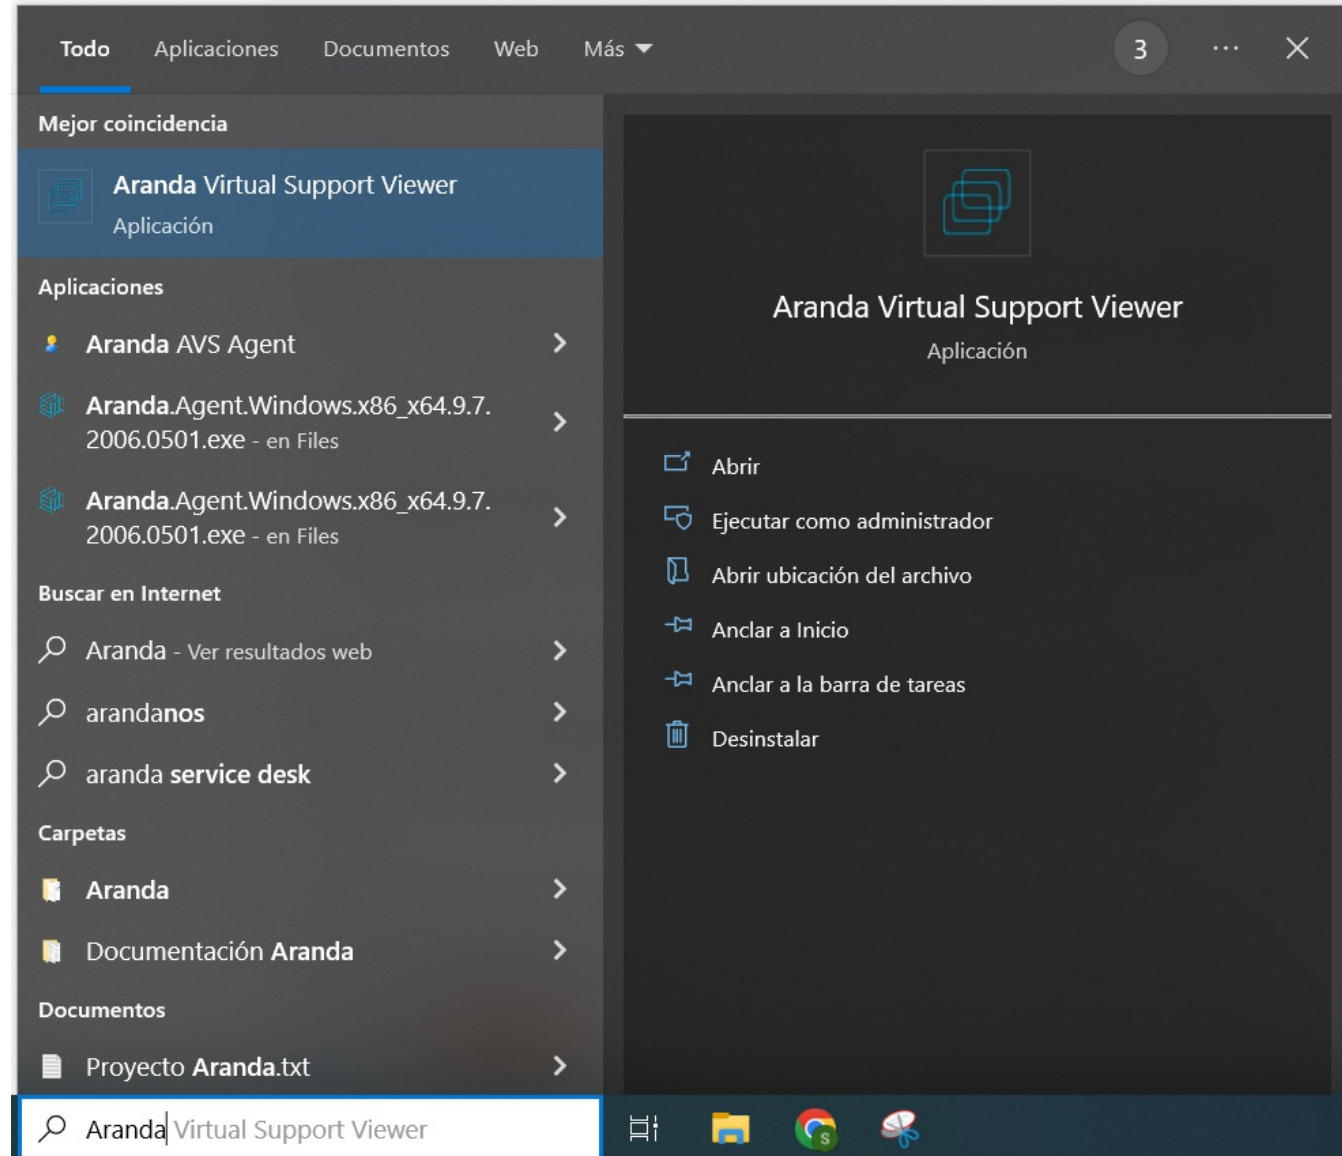 Todo Aplicaciones Documentos Web Más 3 ...
Mejor coincidencia
Aranda Virtual Support Viewer
Aplicación
Aplicaciones
Aranda AVS Agent
Aranda.Agent.Windows.x86_x64.9.7.
2006.0501.exe - en Files
Aranda.Agent.Windows.x86_x64.9.7.
2006.0501.exe - en Files
Buscar en Internet
Aranda - Ver resultados web
arandanos
aranda service desk
Carpetas
Aranda
Documentación Aranda
Documentos
Proyecto Aranda.txt
Aranda Virtual Support Viewer
Aranda Virtual Support Viewer
Aplicación
Abrir
Ejecutar como administrador
Abrir ubicación del archivo
Anclar a Inicio
Anclar a la barra de tareas
Desinstalar
S